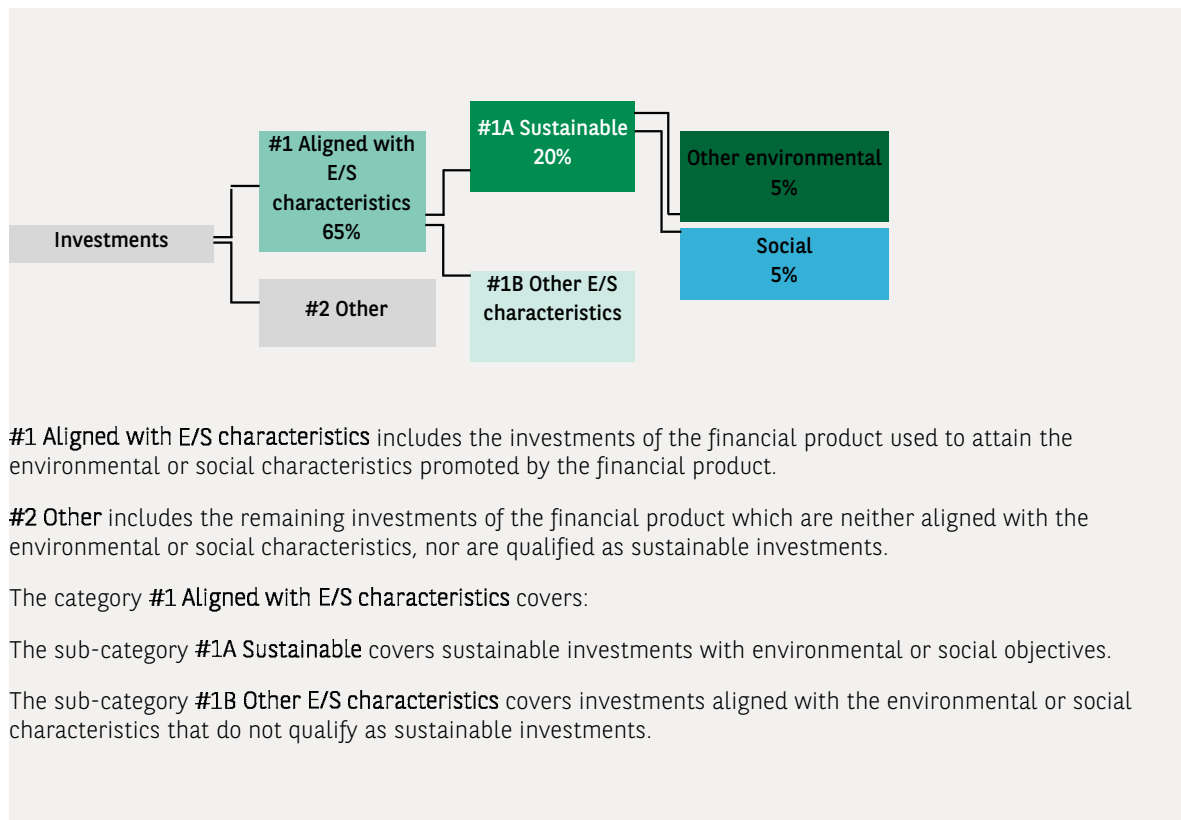 #1A Sustainable
20%
#1 Aligned with
E/S
characteristics
65%
Other environmental
5%
Investments
Social
5%
#1B Other E/S
characteristics
#2 Other
#1 Aligned with E/S characteristics includes the investments of the financial product used to attain the
environmental or social characteristics promoted by the financial product.
#2 Other includes the remaining investments of the financial product which are neither aligned with the
environmental or social characteristics, nor are qualified as sustainable investments.
The category #1 Aligned with E/S characteristics covers:
The sub-category #1A Sustainable covers sustainable investments with environmental or social objectives.
The sub-category #1B Other E/S characteristics covers investments aligned with the environmental or social
characteristics that do not qualify as sustainable investments.